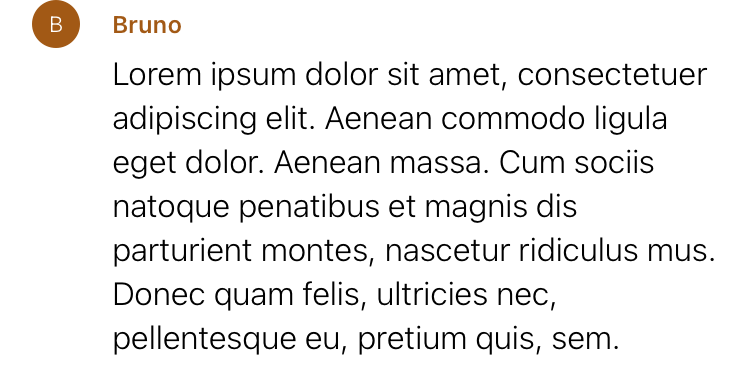 B
Bruno
Lorem ipsum dolor sit amet, consectetuer
adipiscing elit. Aenean commodo ligula
eget dolor. Aenean massa. Cum sociis
natoque penatibus et magnis dis
parturient montes, nascetur ridiculus mus.
Donec quam felis, ultricies nec,
pellentesque eu, pretium quis, sem.